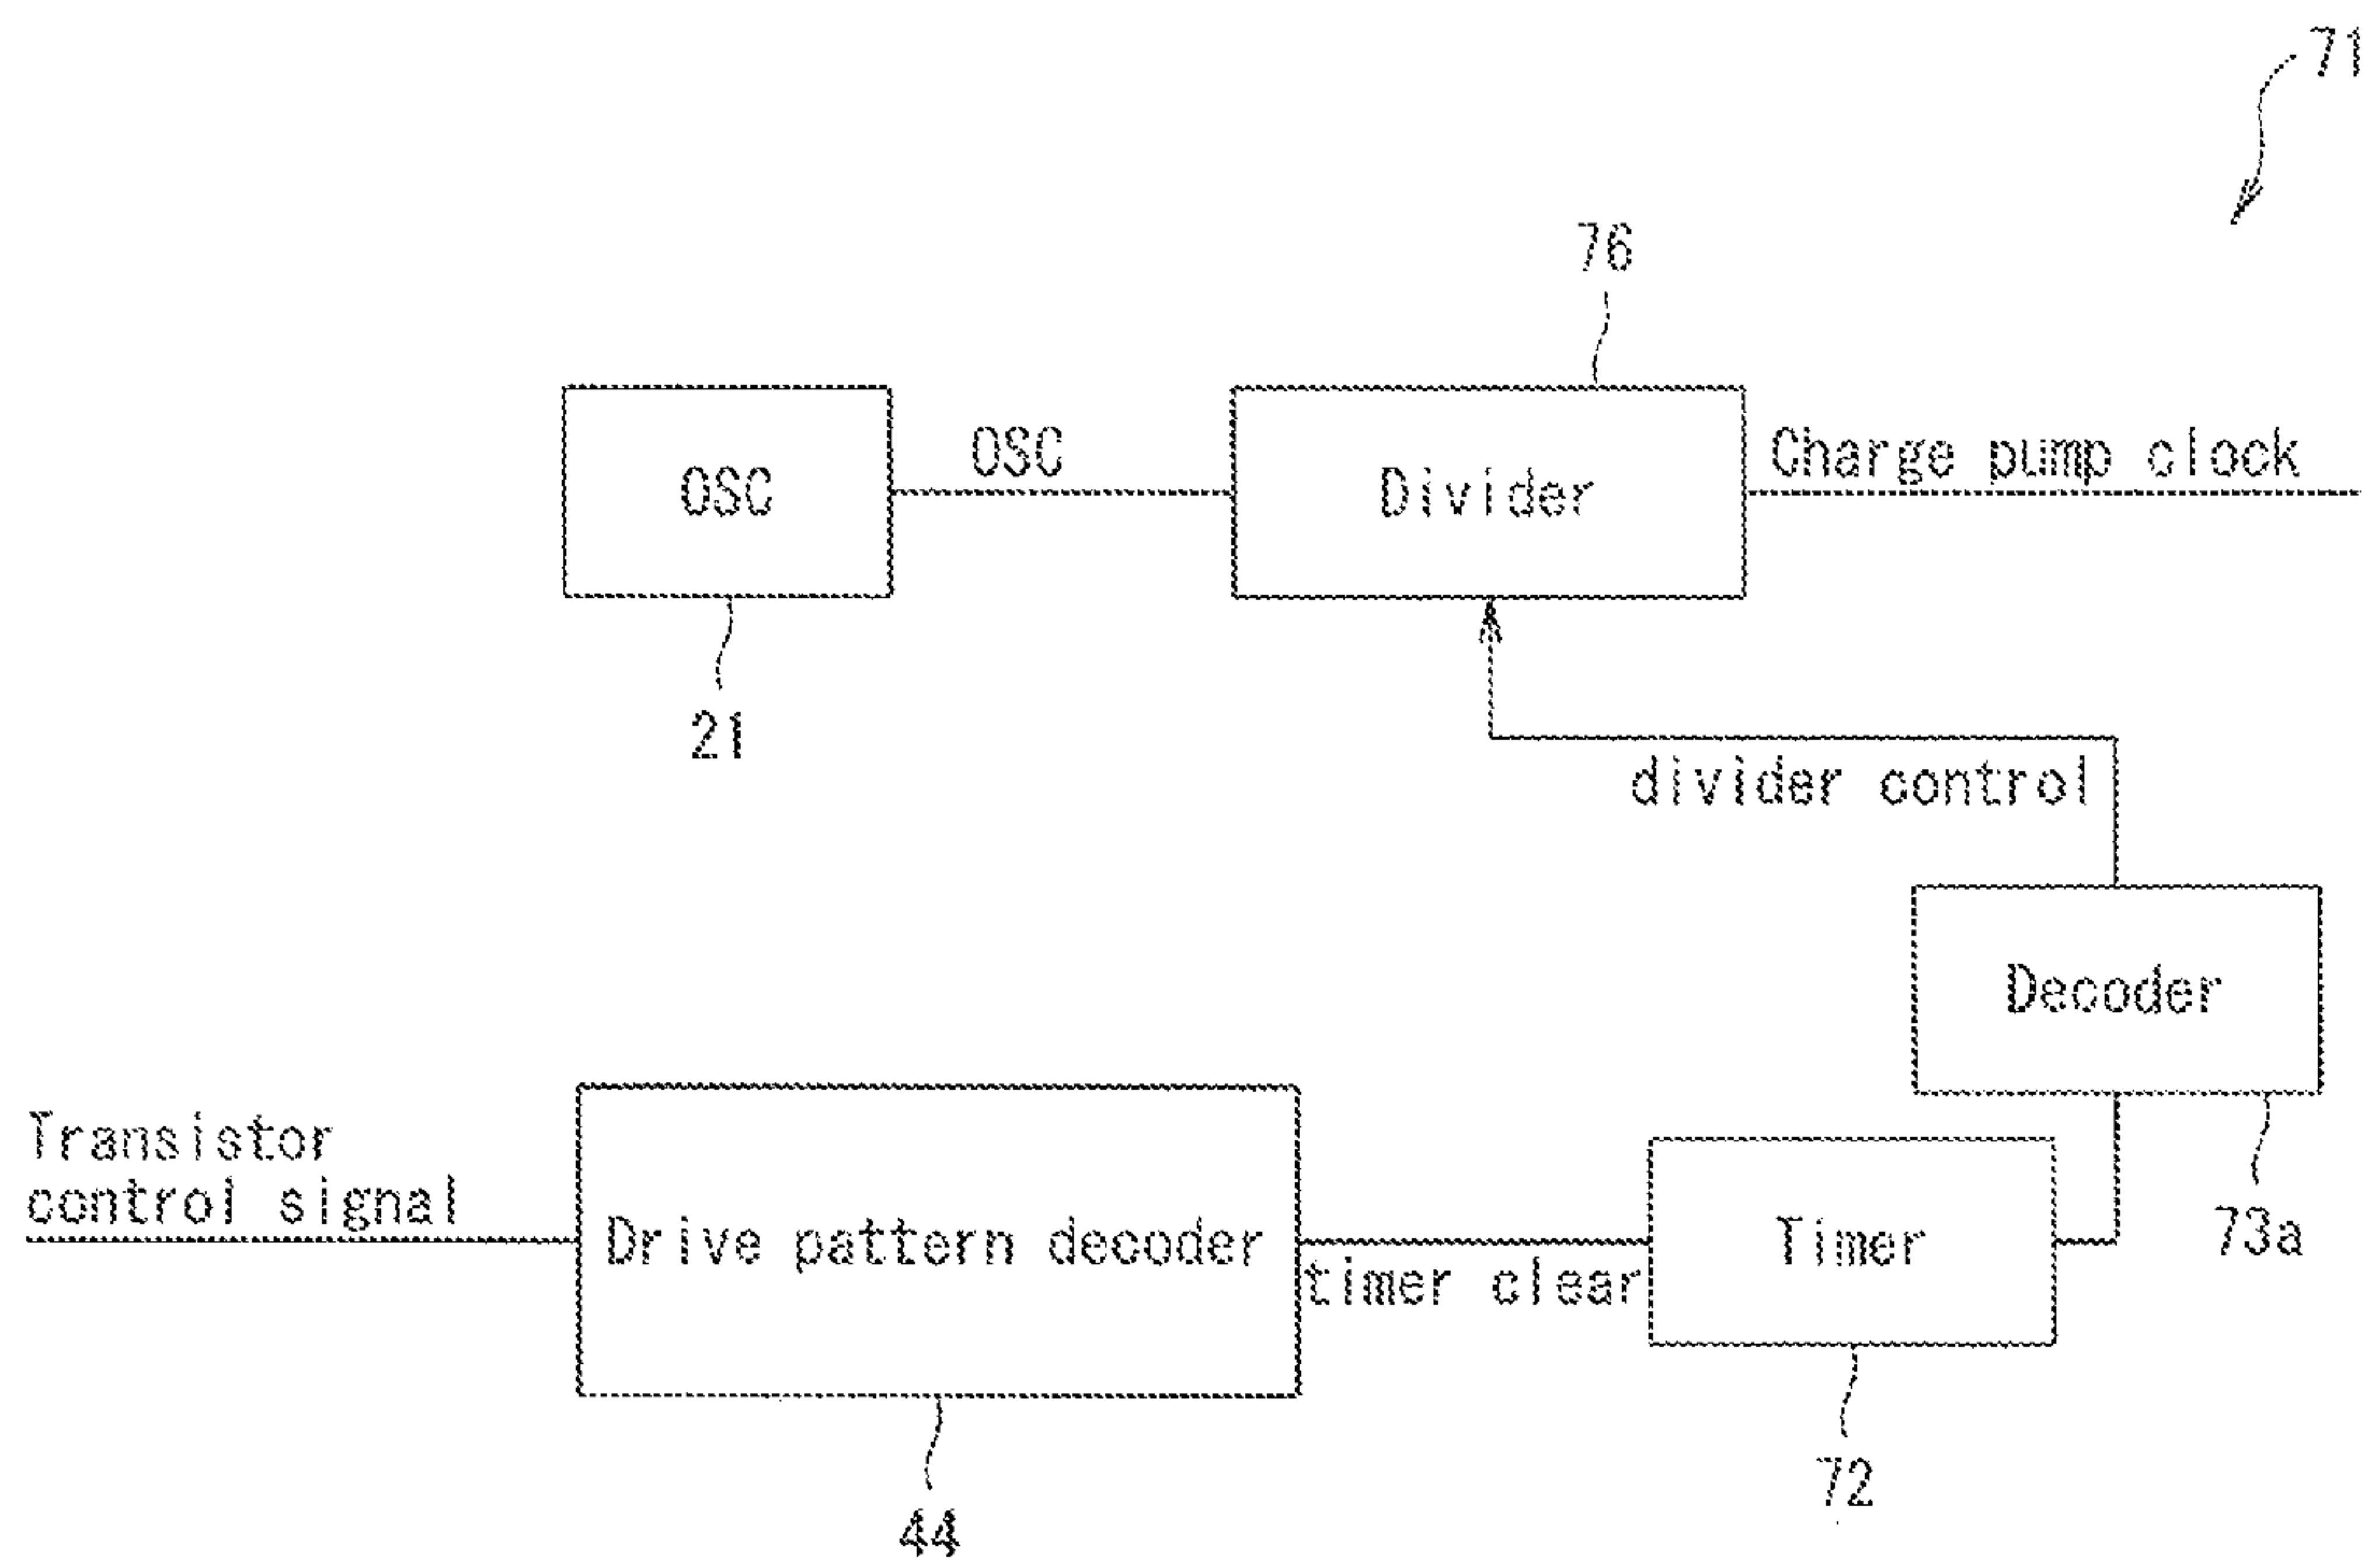 71
76
OSC
OSC
Divider
Charge pump clock
21
divider control
Decoder
Transistor
control signal
Drive pattern decoder
timer clear
Timer
73a
72
44